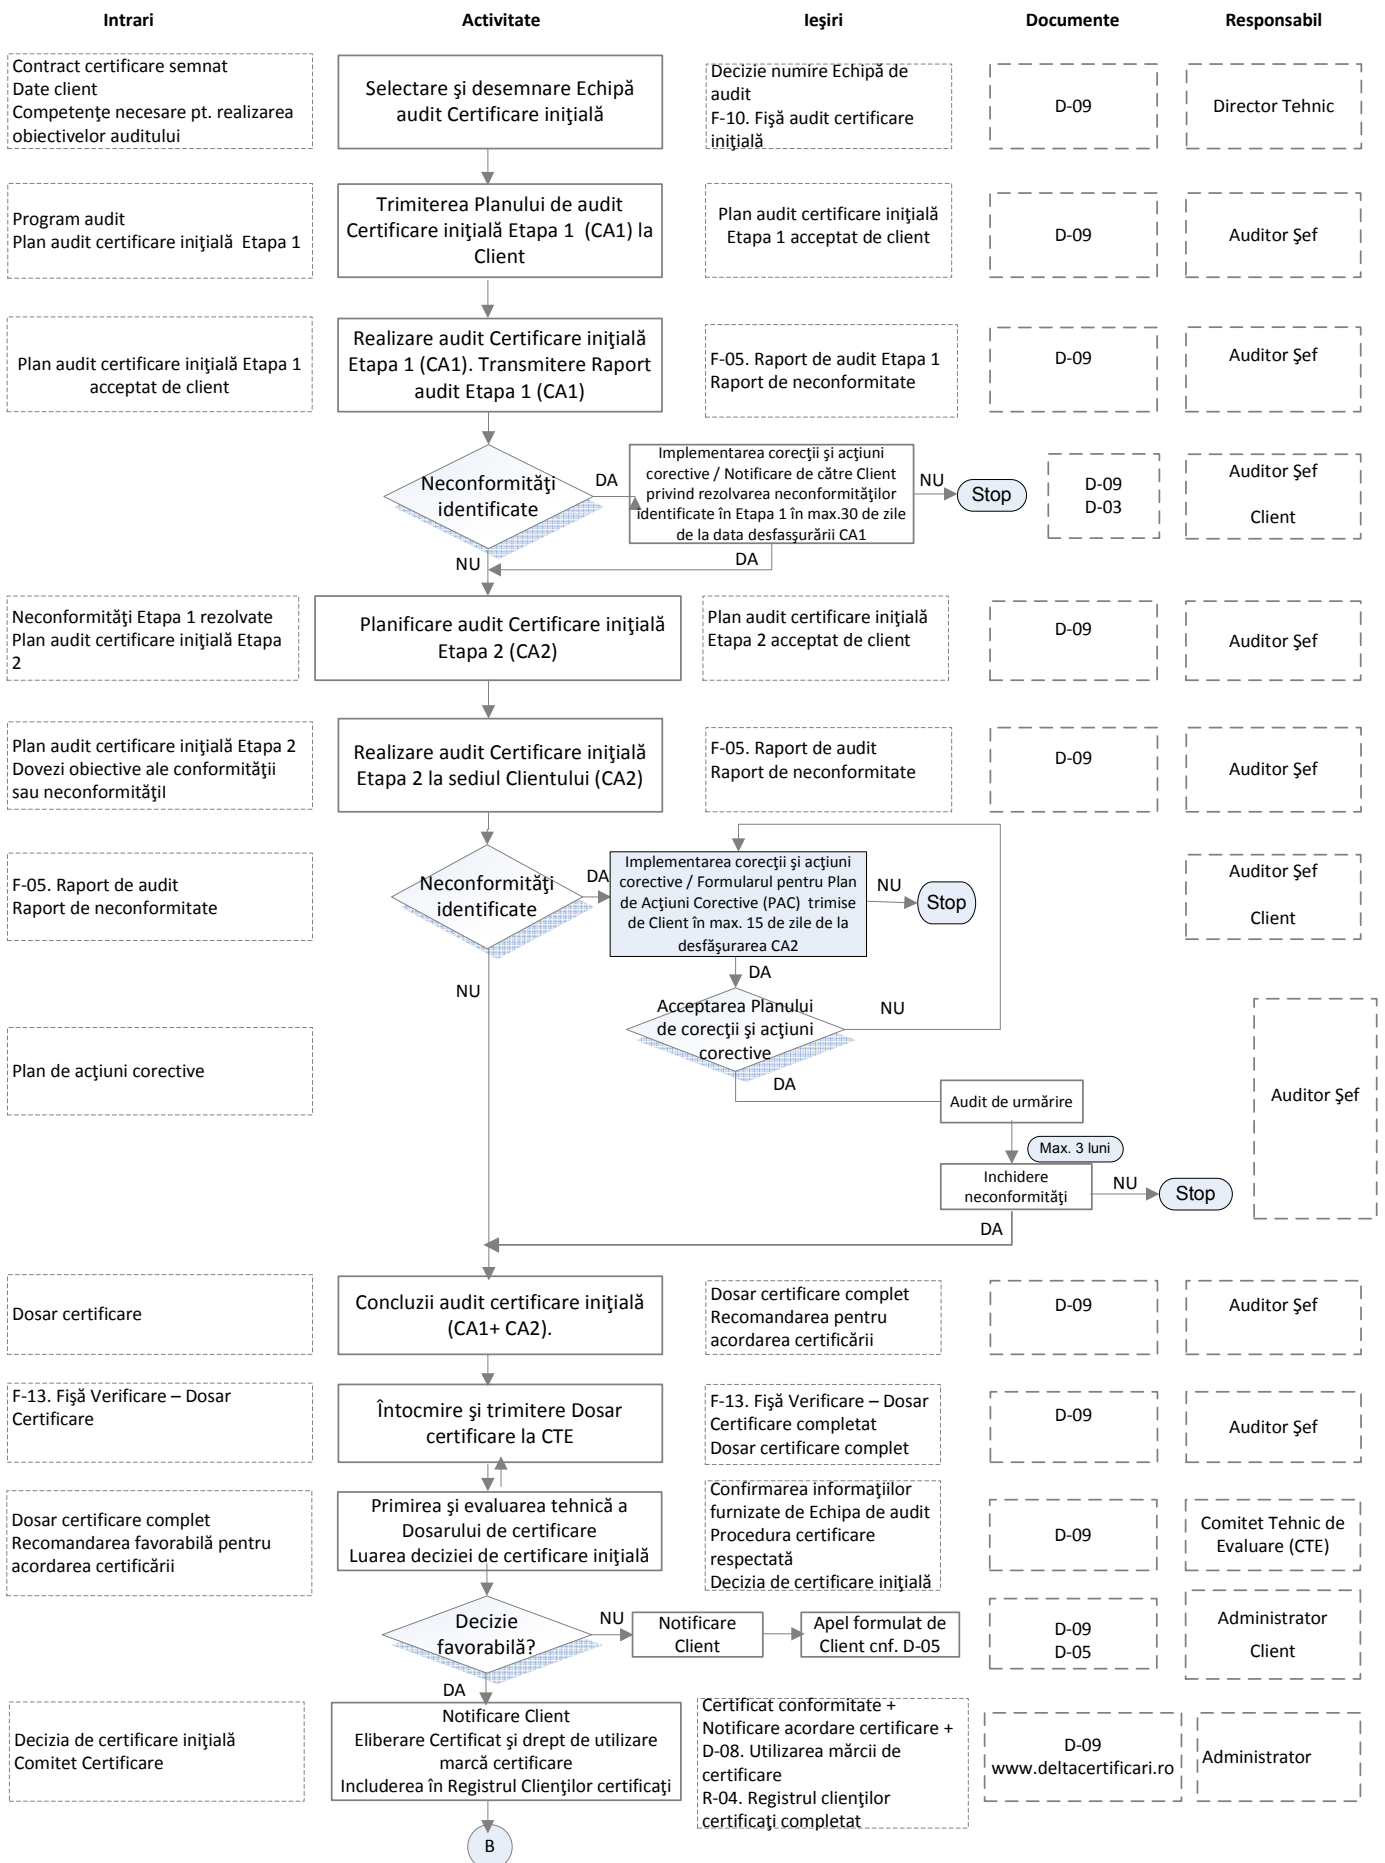 Intrari
Activitate
Ieşiri
Documente
Responsabil
Contract certificare semnat
Date client
Competenţe necesare pt. realizarea
obiectivelor auditului
Selectare şi desemnare Echipă
audit Certificare iniţială
Decizie numire Echipă de
audit
F-10. Fişă audit certificare
iniţială
D-09
Director Tehnic
Program audit
Plan audit certificare iniţială Etapa 1
Trimiterea Planului de audit
Certificare iniţială Etapa 1 (CA1) la
Client
Plan audit certificare iniţială
Etapa 1 acceptat de client
D-09
Auditor Şef
Plan audit certificare iniţială Etapa 1
acceptat de client
Realizare audit Certificare iniţială
Etapa 1 (CA1). Transmitere Raport
audit Etapa 1 (CA1)
F-05. Raport de audit Etapa 1
Raport de neconformitate
D-09
Auditor Şef
Neconformităţi
identificate
DA
Implementarea corecţii şi acţiuni
corective / Notificare de către Client
privind rezolvarea neconformităţilor
identificate în Etapa 1 în max.30 de zile
de la data desfasşurării CA1
NU
Stop
D-09
D-03
Auditor Şef
Client
NU
DA
Neconformităţi Etapa 1 rezolvate
Plan audit certificare iniţială Etapa
2
Planificare audit Certificare iniţială
Etapa 2 (CA2)
Plan audit certificare iniţială
Etapa 2 acceptat de client
D-09
Auditor Şef
Plan audit certificare iniţială Etapa 2
Dovezi obiective ale conformităţii
sau neconformităţiI
Realizare audit Certificare iniţială
Etapa 2 la sediul Clientului (CA2)
F-05. Raport de audit
Raport de neconformitate
D-09
Auditor Şef
F-05. Raport de audit
Raport de neconformitate
Neconformităţi
identificate
DA
Implementarea corecţii şi acţiuni
corective / Formularul pentru Plan
de Acţiuni Corective (PAC) trimise
de Client în max. 15 de zile de la
desfăşurarea CA2
NU
Stop
Auditor Şef
Client
NU
DA
Acceptarea Planului
de corecţii şi acţiuni
corective
NU
DA
Plan de acţiuni corective
Audit de urmărire
Auditor Şef
Max. 3 luni
Inchidere
neconformităţi
NU
Stop
DA
Dosar certificare
Concluzii audit certificare iniţială
(CA1+ CA2).
Dosar certificare complet
Recomandarea pentru
acordarea certificării
D-09
Auditor Şef
F-13. Fişă Verificare – Dosar
Certificare
Întocmire şi trimitere Dosar
certificare la CTE
F-13. Fişă Verificare – Dosar
Certificare completat
Dosar certificare complet
D-09
Auditor Şef
Dosar certificare complet
Recomandarea favorabilă pentru
acordarea certificării
Primirea şi evaluarea tehnică a
Dosarului de certificare
Luarea deciziei de certificare iniţială
Confirmarea informaţiilor
furnizate de Echipa de audit
Procedura certificare
respectată
Decizia de certificare iniţială
D-09
Comitet Tehnic de
Evaluare (CTE)
Decizie
favorabilă?
NU
Notificare
Client
Apel formulat de
Client cnf. D-05
D-09
D-05
Administrator
Client
DA
Decizia de certificare iniţială
Comitet Certificare
Notificare Client
Eliberare Certificat şi drept de utilizare
marcă certificare
Includerea în Registrul Clienţilor certificaţi
Certificat conformitate +
Notificare acordare certificare +
D-08. Utilizarea mărcii de
certificare
R-04. Registrul clienţilor
certificaţi completat
D-09
www.deltacertificari.ro
Administrator
B